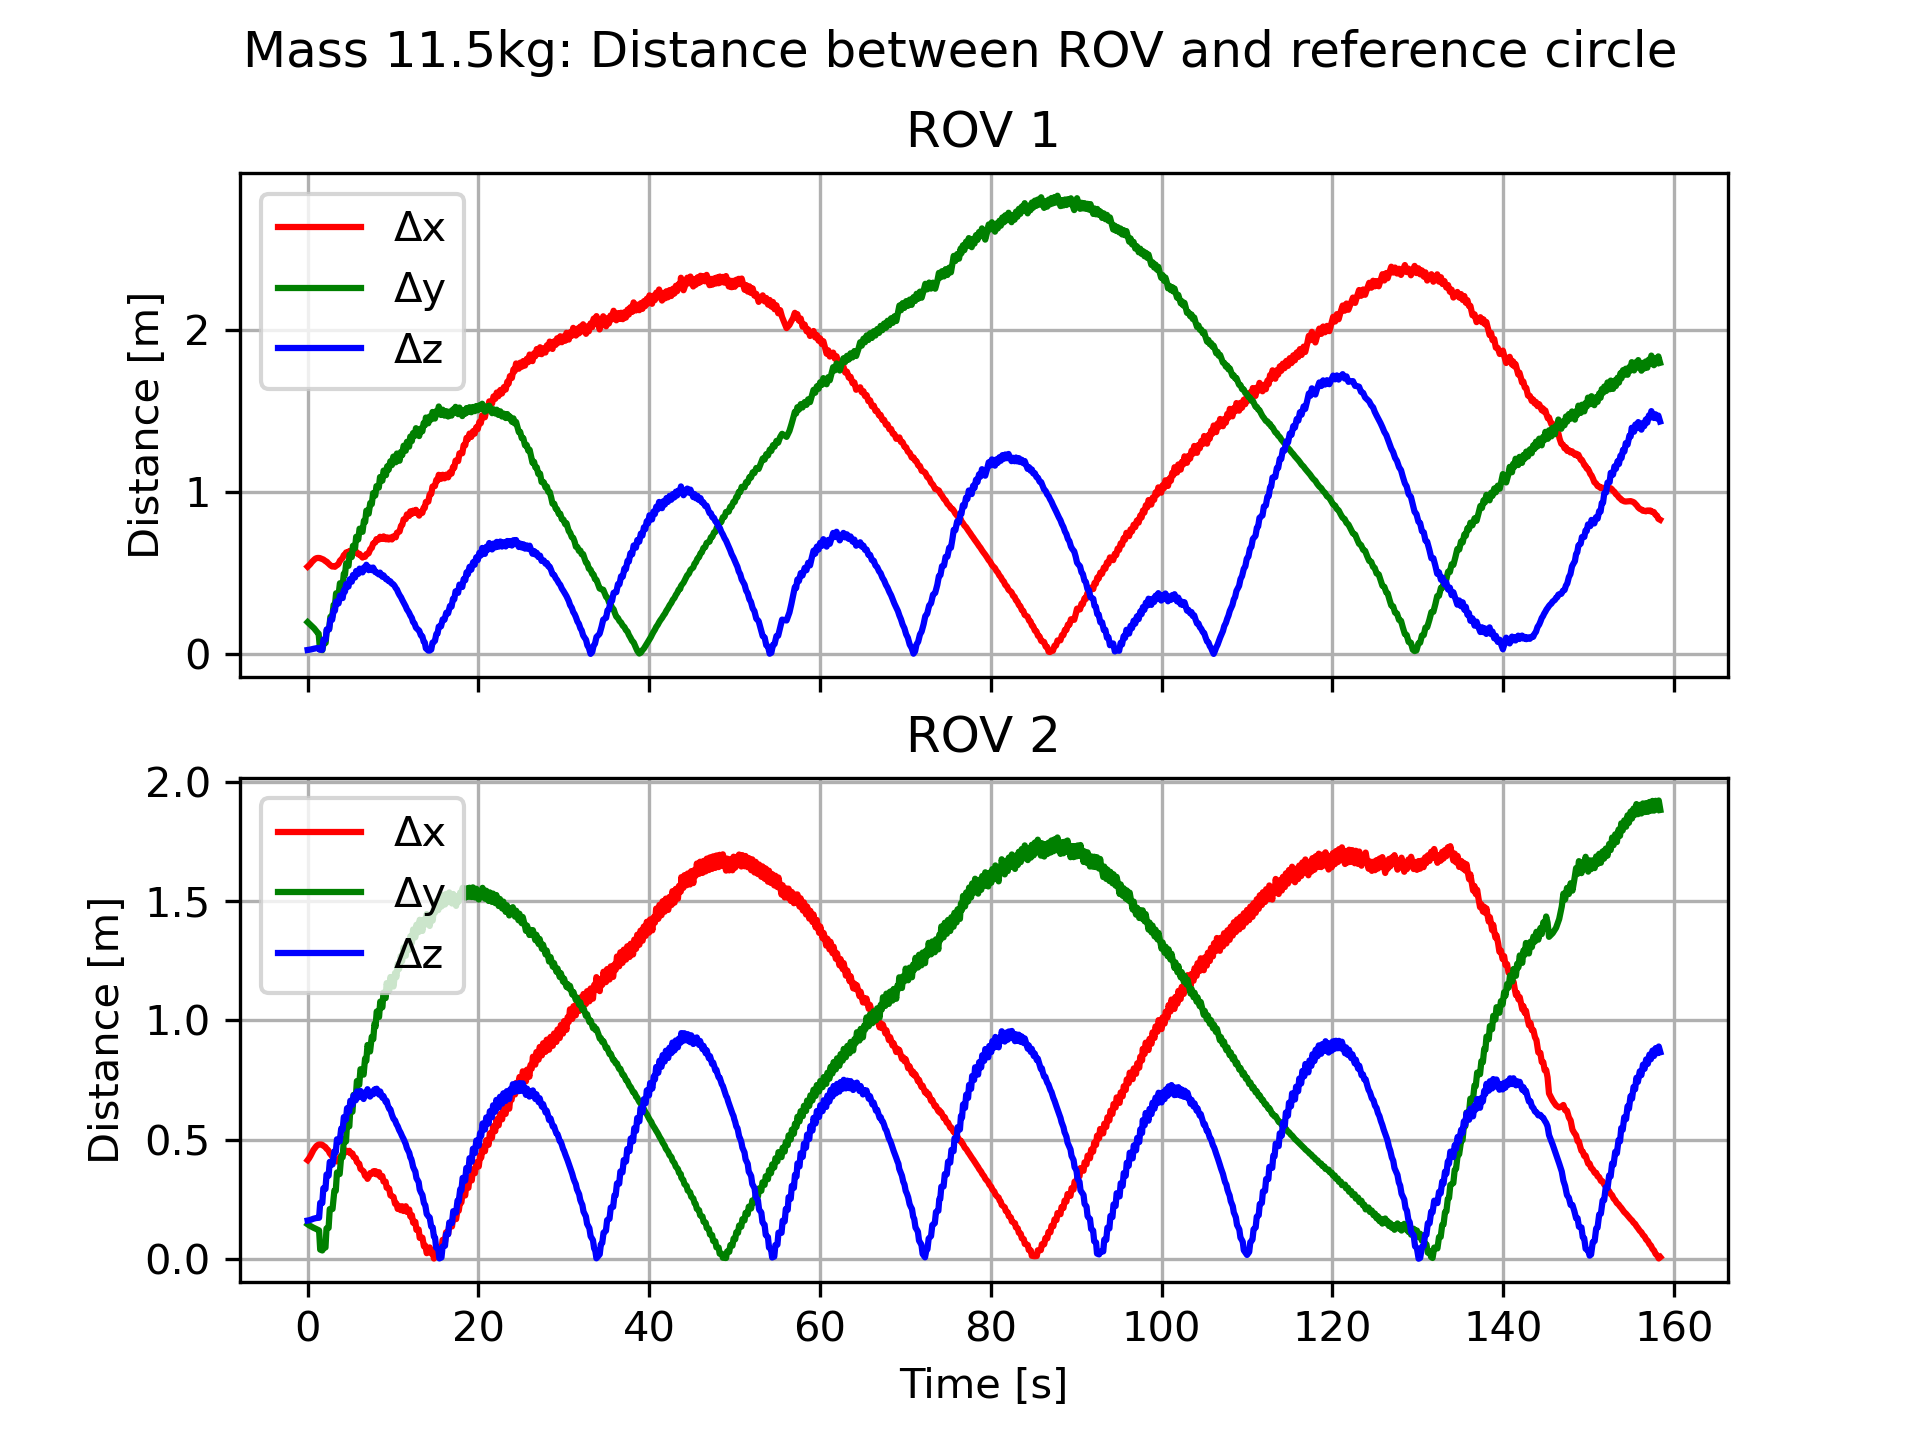 Mass 11.5kg: Distance between ROV and reference circle
ROV 1
Distance [m]
2
1
0
Δx
Δy
Δz
ROV 2
Distance [m]
2.0
1.5
1.0
0.5
0.0
Δx
Δy
Δz
0 20 40 60 80 100 120 140 160
Time [s]